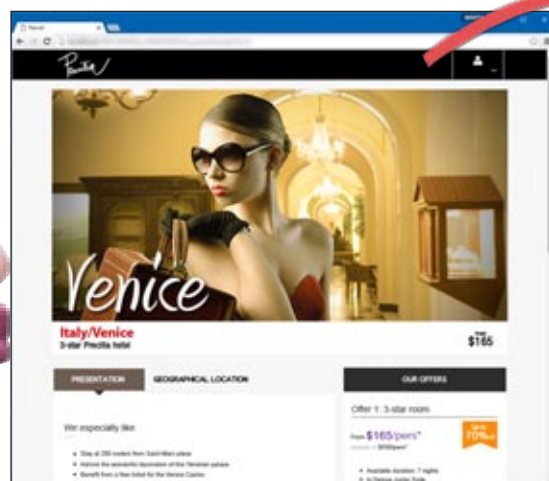 Venice
Italy/Venice
3-star Precilla hotel
$165
PRESENTATION
GEOGRAPHICAL LOCATION
OUR OFFERS
We especially like
Stay at 200 meters from Saint-Marc place
Admire the wonderful decoration of this Venetian palace
Benefit from a free ticket for the Venice Casino
Offer 1: 3-star room
From $165/pers*
Up to
70%
Available duration: 7 nights